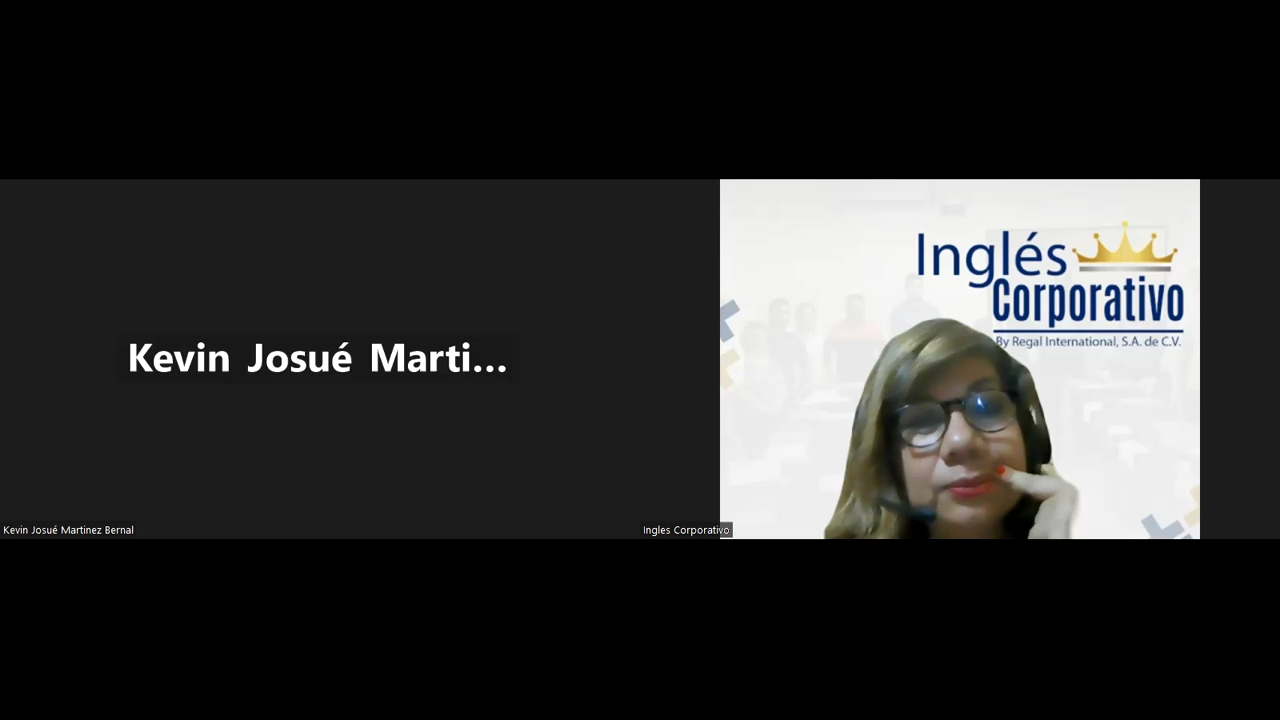 Kevin Josué Marti...
Kevin Josué Martinez Bernal
Inglés
Corporativo
By Regal International, S.A. de C.V.
Ingles Corporativo